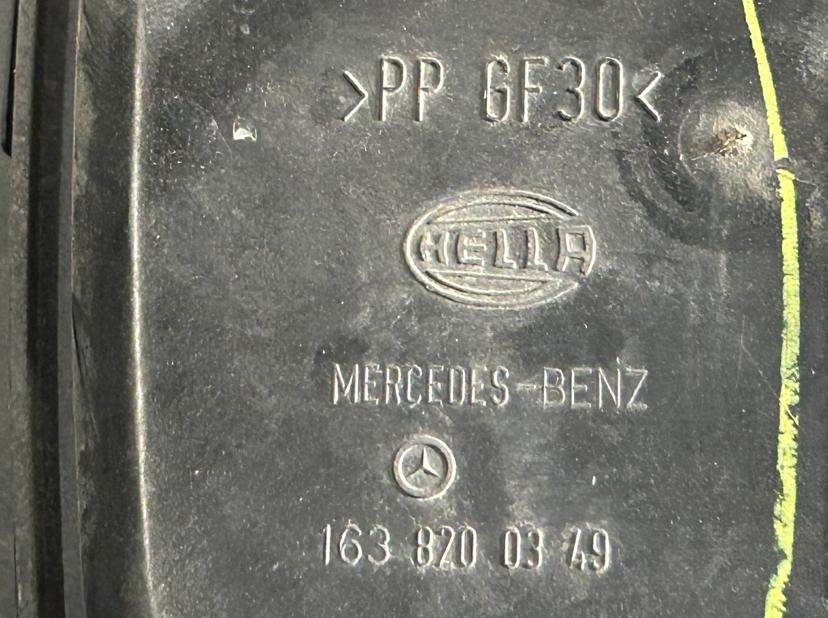 >PP GF30<
HELLA
MERCEDES-BENZ
163 820 03 49